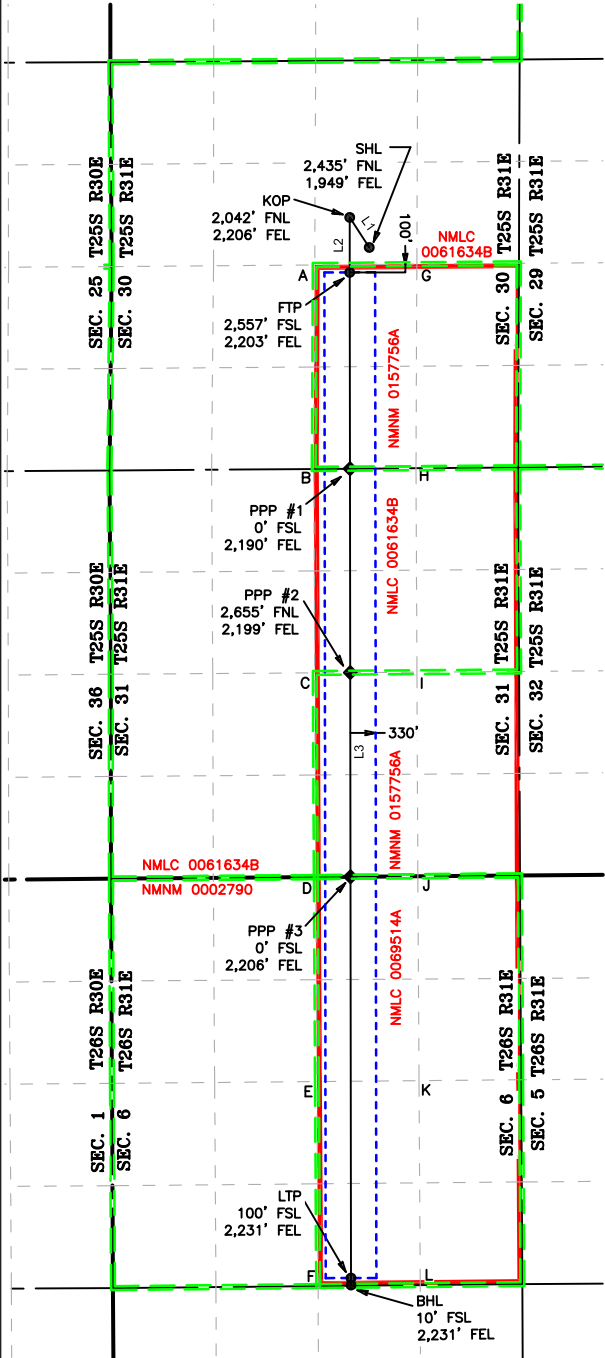 SHL
2,435' FNL
1,949' FEL
KOP
2,042' FNL
2,206' FEL
L1
L2
100'
NMLC
0061634B
SEC. 25 T25S R30E
SEC. 30 T25S R31E
SEC. 30 T25S R31E
SEC. 29 T25S R31E
A
G
FTP
2,557' FSL
2,203' FEL
NMNM 0157756A
B
H
PPP #1
0' FSL
2,190' FEL
NMLC 0061634B
PPP #2
2,655' FNL
2,199' FEL
SEC. 36 T25S R30E
SEC. 31 T25S R31E
SEC. 31 T25S R31E
SEC. 32 T25S R31E
C
I
330'
L3
NMNM 0157756A
NMLC 0061634B
NMNM 0002790
D
J
PPP #3
0' FSL
2,206' FEL
NMLC 0069514A
SEC. 1 T26S R30E
SEC. 6 T26S R31E
SEC. 6 T26S R31E
SEC. 5 T26S R31E
E
K
LTP
100' FSL
2,231' FEL
F
L
BHL
10' FSL
2,231' FEL